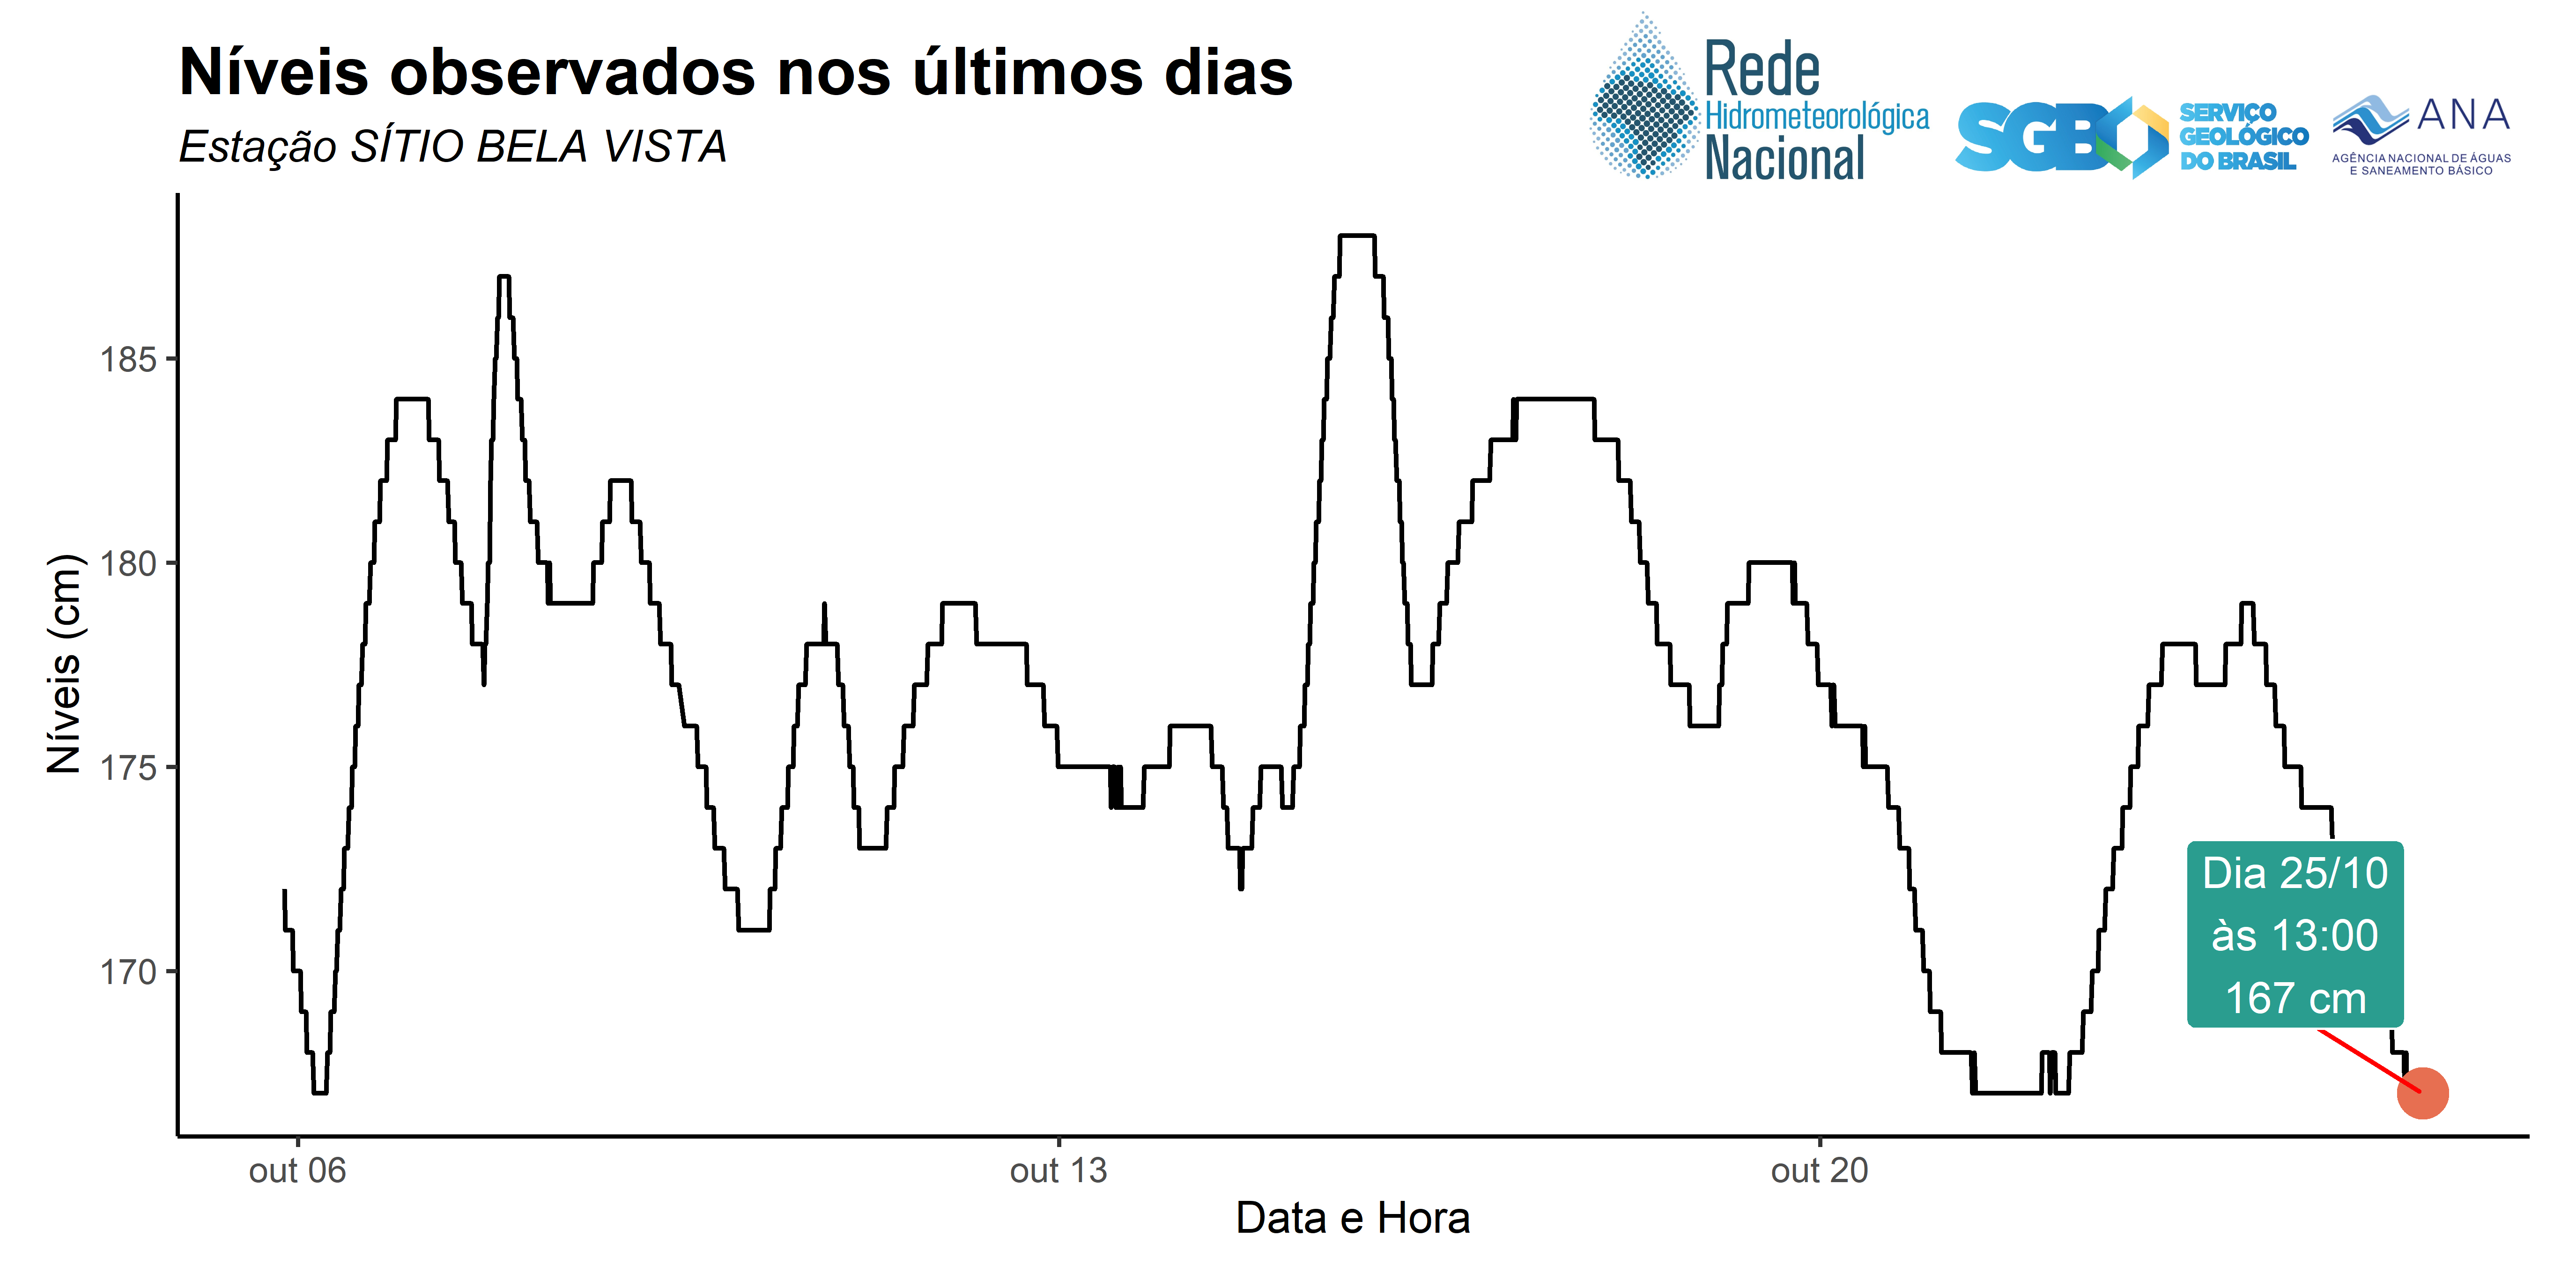 Níveis observados nos últimos dias
Estação SÍTIO BELA VISTA
Rede
Hidrometeorológica
Nacional
SGB
SERVIÇO
GEOLÓGICO
DO BRASIL
ANA
AGÊNCIA NACIONAL DE ÁGUAS
E SANEAMENTO BÁSICO
Níveis (cm)
185
180
175
170
Dia 25/10
às 13:00
167 cm
out 06
out 13
out 20
Data e Hora